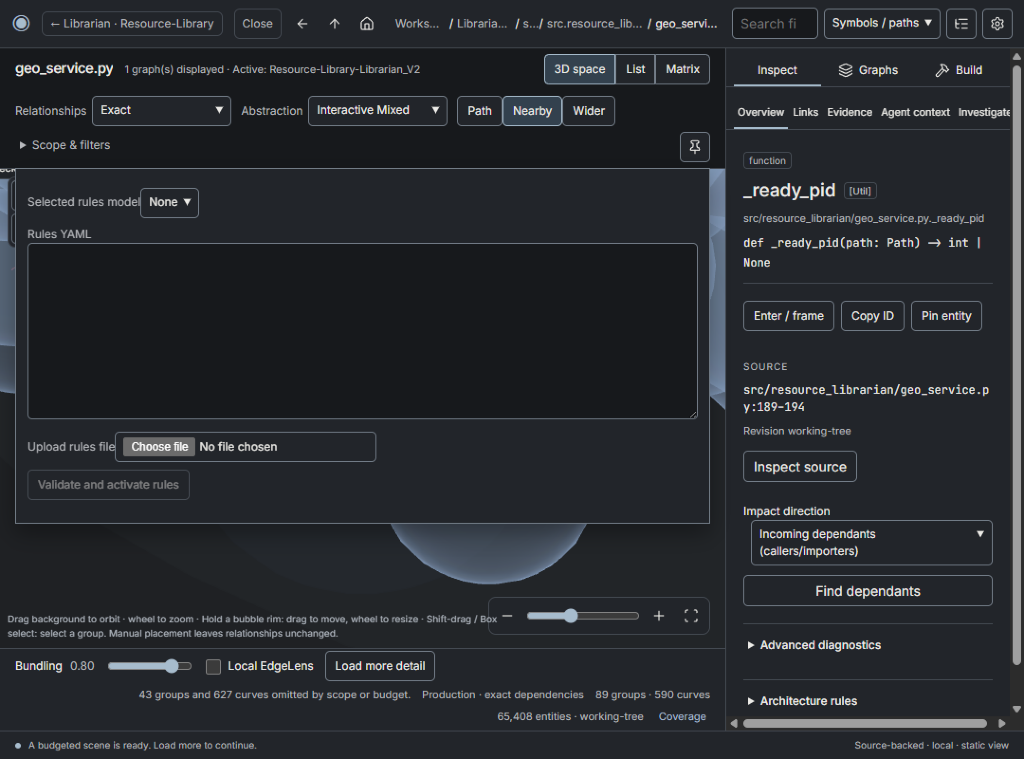 ← Librarian · Resource-Library
Close
Works...
/ Libraria...
/ s.../ src.resource_lib...
/ geo_servi...
Search fi
Symbols / paths ▼
geo_service.py
1 graph(s) displayed · Active: Resource-Library-Librarian_V2
3D space
List
Matrix
Relationships
Exact ▼
Abstraction
Interactive Mixed ▼
Path
Nearby
Wider
▶ Scope & filters
Selected rules model
None ▼
Rules YAML
Upload rules file
Choose file No file chosen
Validate and activate rules
Drag background to orbit · wheel to zoom · Hold a bubble rim: drag to move, wheel to resize · Shift-drag / Box
select: select a group. Manual placement leaves relationships unchanged.
Bundling 0.80
Local EdgeLens
Load more detail
43 groups and 627 curves omitted by scope or budget.
Production · exact dependencies
89 groups · 590 curves
65,408 entities · working-tree
Coverage
A budgeted scene is ready. Load more to continue.
Inspect
Graphs
Build
Overview
Links
Evidence
Agent context
Investigate
function
_ready_pid
[Util]
src/resource_librarian/geo_service.py._ready_pid
def _ready_pid(path: Path) → int |
None
Enter / frame
Copy ID
Pin entity
SOURCE
src/resource_librarian/geo_service.p
y:189–194
Revision working-tree
Inspect source
Impact direction
Incoming dependants
(callers/importers)
▼
Find dependants
▶ Advanced diagnostics
▶ Architecture rules
Source-backed · local · static view